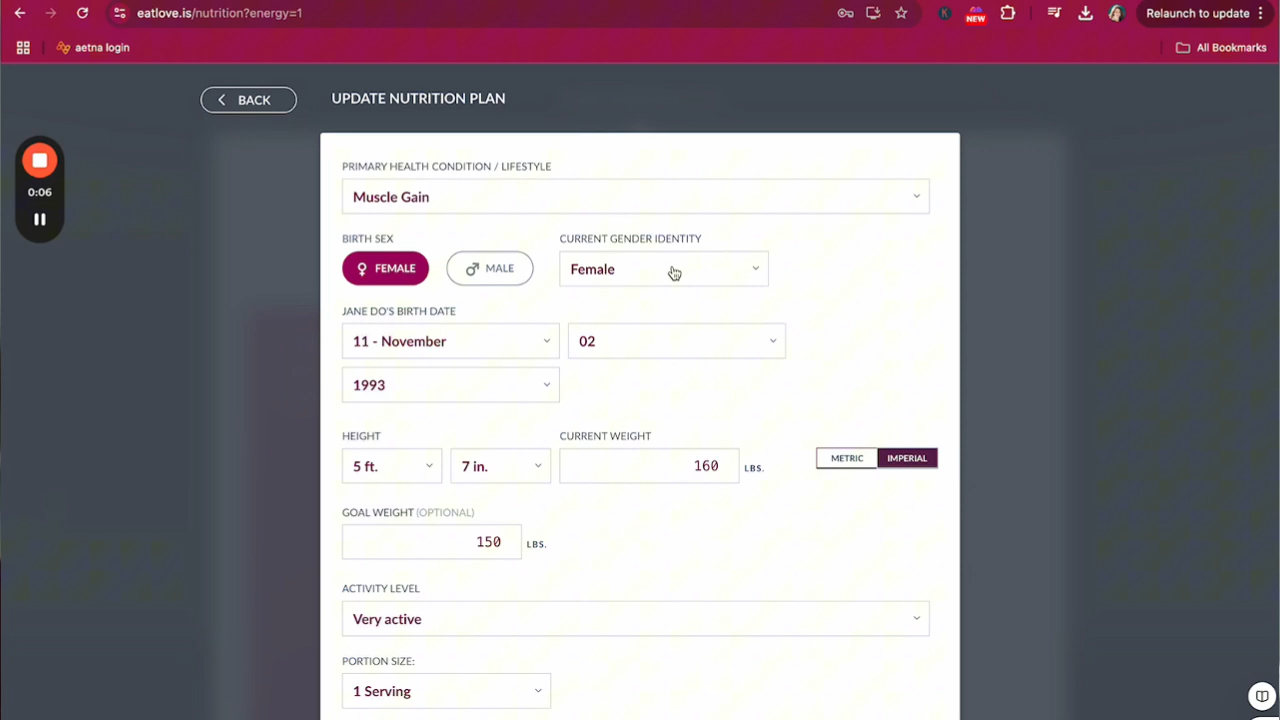 eatlove.is/nutrition?energy=1
NEW
Relaunch to update
aetna login
All Bookmarks
BACK
UPDATE NUTRITION PLAN
0:06
PRIMARY HEALTH CONDITION / LIFESTYLE
Muscle Gain
BIRTH SEX
CURRENT GENDER IDENTITY
FEMALE
MALE
Female
JANE DO'S BIRTH DATE
11 - November
02
1993
HEIGHT
CURRENT WEIGHT
5 ft.
7 in.
160
LBS.
METRIC
IMPERIAL
GOAL WEIGHT (OPTIONAL)
150
LBS.
ACTIVITY LEVEL
Very active
PORTION SIZE:
1 Serving